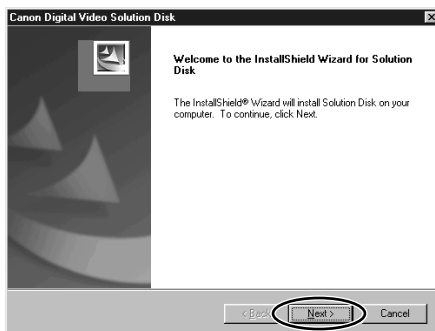 Canon Digital Video Solution Disk
Welcome to the InstallShield Wizard for Solution
Disk
The InstallShield® Wizard will install Solution Disk on your
computer. To continue, click Next.
< Back Next > Cancel